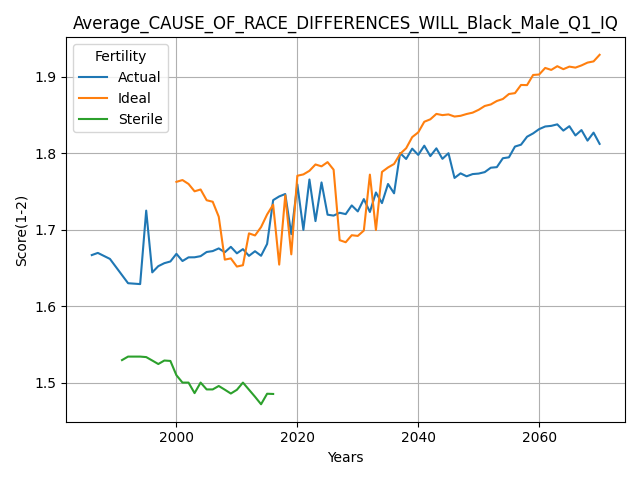 Average_CAUSE_OF_RACE_DIFFERENCES_WILL_Black_Male_Q1_IQ
Fertility
Actual
Ideal
Sterile
1.9
1.8
1.7
1.6
1.5
Score(1-2)
2000
2020
2040
2060
Years